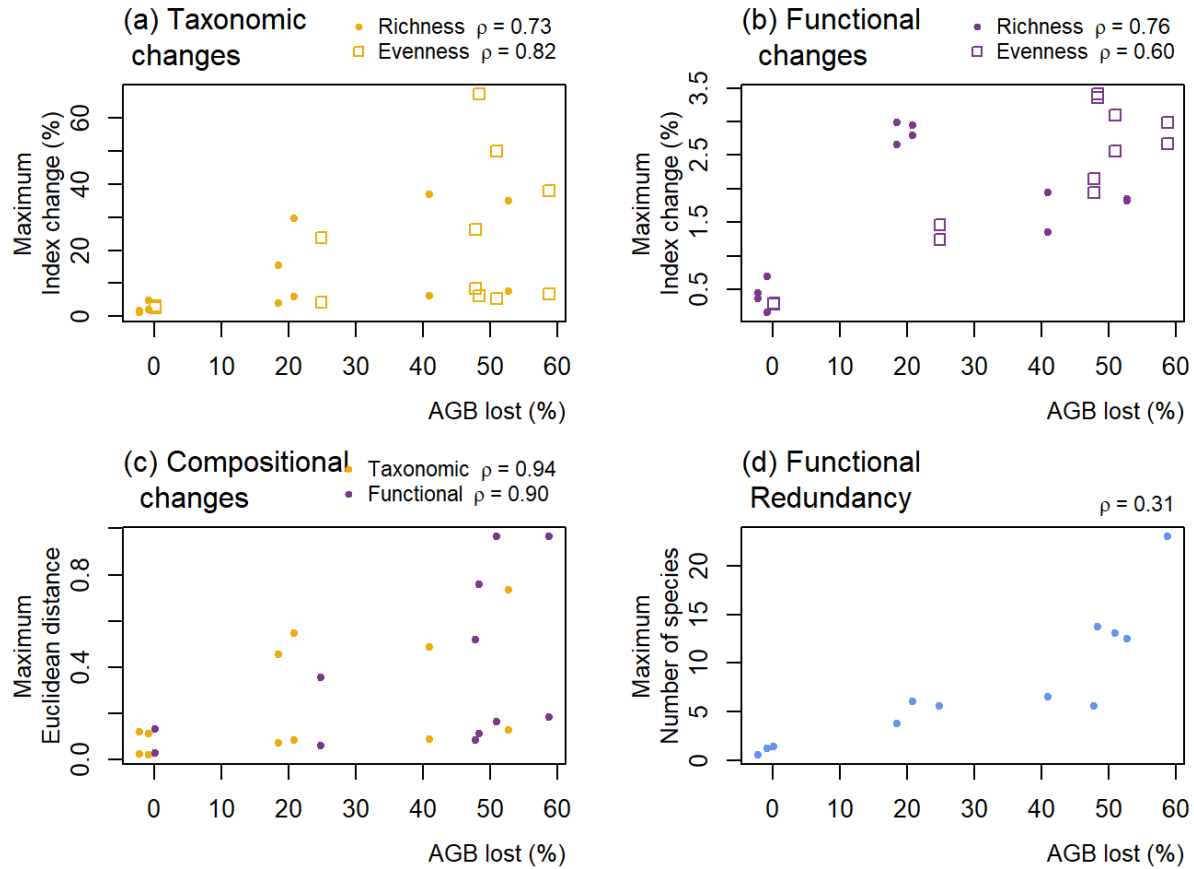 (a) Taxonomic
changes
Richness ρ = 0.73
Evenness ρ = 0.82
Maximum
Index change (%)
0 20 40 60
0 10 20 30 40 50 60
AGB lost (%)
(b) Functional
changes
Richness ρ = 0.76
Evenness ρ = 0.60
Maximum
Index change (%)
0.5 1.5 2.5 3.5
0 10 20 30 40 50 60
AGB lost (%)
(c) Compositional
changes
Taxonomic ρ = 0.94
Functional ρ = 0.90
Maximum
Euclidean distance
0.0 0.4 0.8
0 10 20 30 40 50 60
AGB lost (%)
(d) Functional
Redundancy
ρ = 0.31
Maximum
Number of species
0 5 10 15 20
0 10 20 30 40 50 60
AGB lost (%)